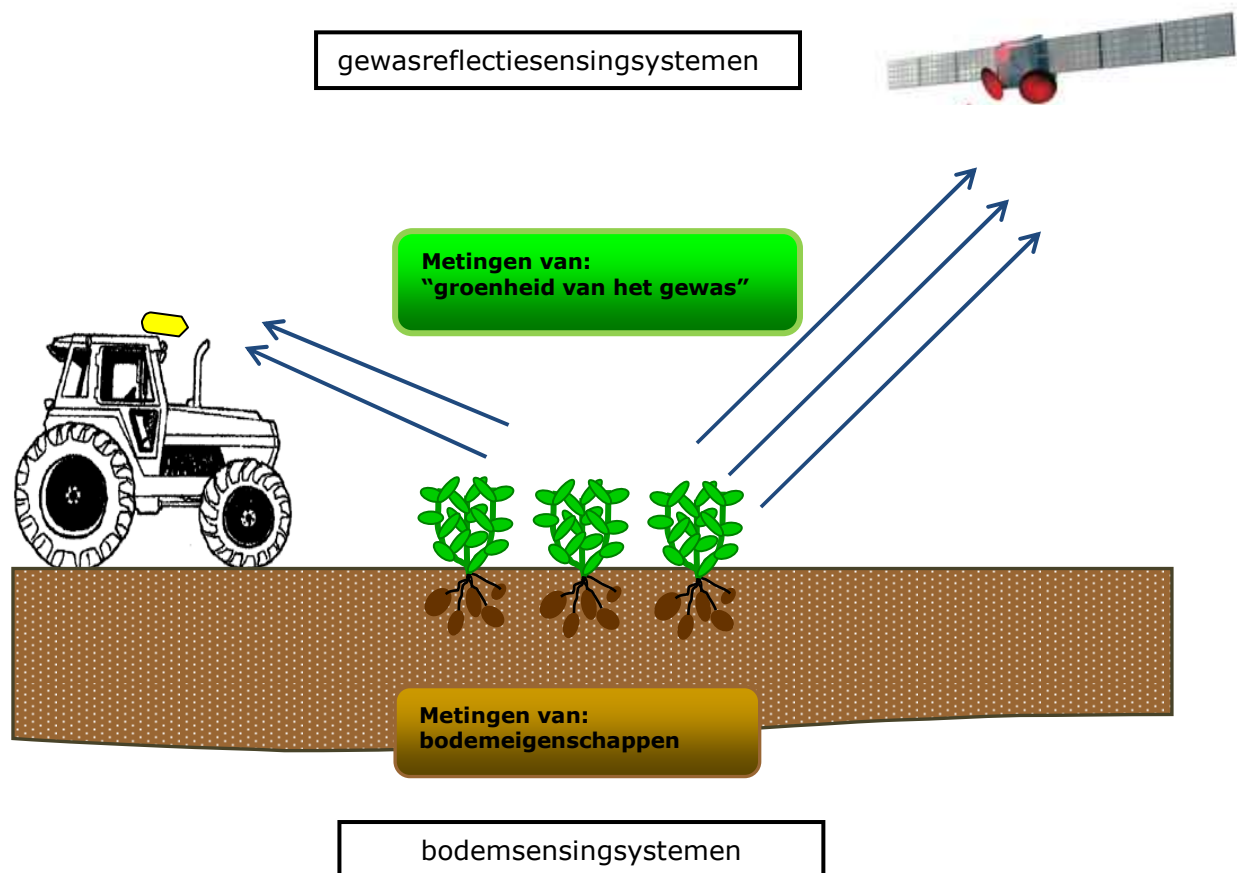 gewasreflectiesensingsystemen
Metingen van:
“groenheid van het gewas”
Metingen van:
bodemeigenschappen
bodemsensingsystemen